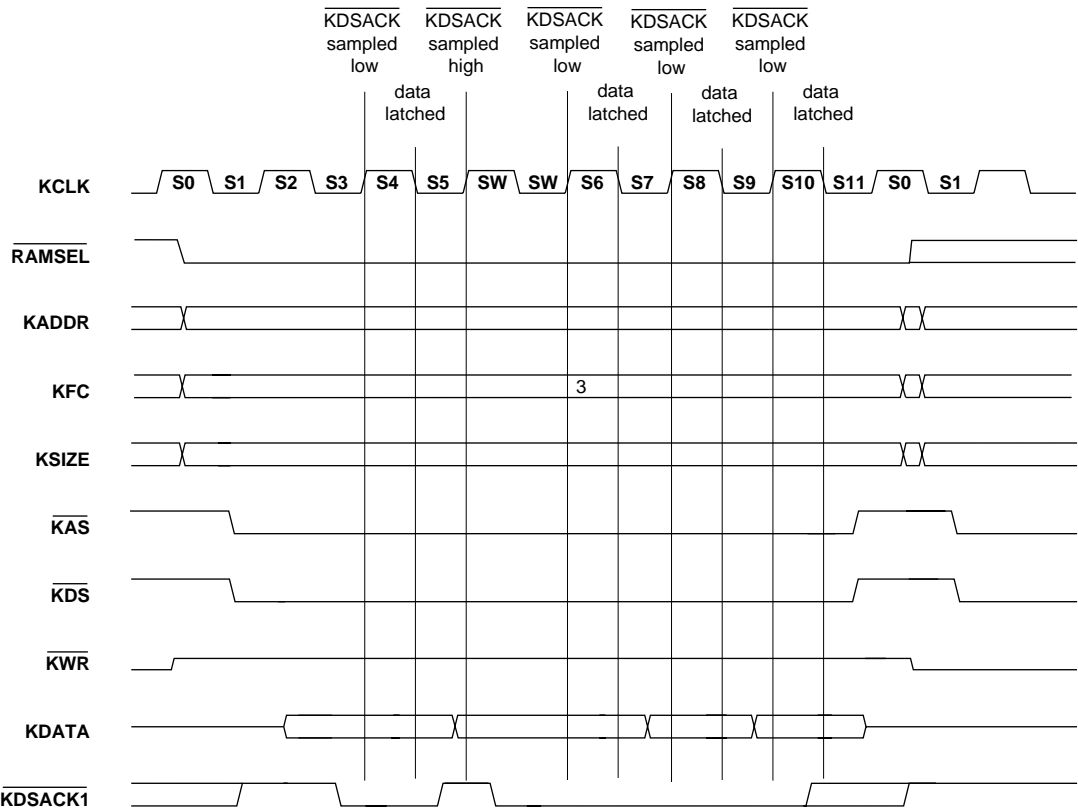 KDSACK KDSACK KDSACK KDSACK KDSACK
sampled sampled sampled sampled sampled
low high low low low
data data data data
latched latched latched latched
KCLK S0 S1 S2 S3 S4 S5 SW SW S6 S7 S8 S9 S10 S11 S0 S1
RAMSEL
KADDR
KFC 3
KSIZE
KAS
KDS
KWR
KDATA
KDSACK1